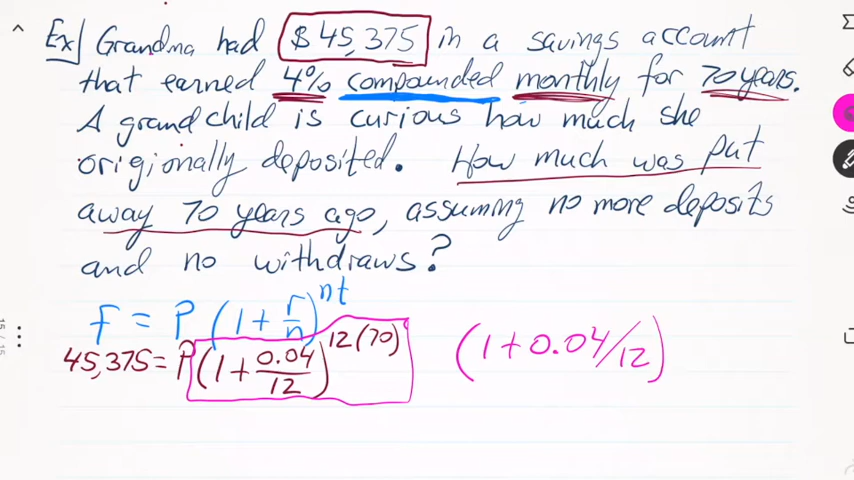 Ex| Grandma had $45,375 in a savings account
that earned 4% compounded monthly for 70 years.
A grandchild is curious how much she
origionally deposited. How much was put
away 70 years ago, assuming no more deposits
and no withdraws?
F = P (1 + r/n)^nt
45,375 = P(1 + 0.04/12)^12(70) (1+0.04/12)
15 / 15